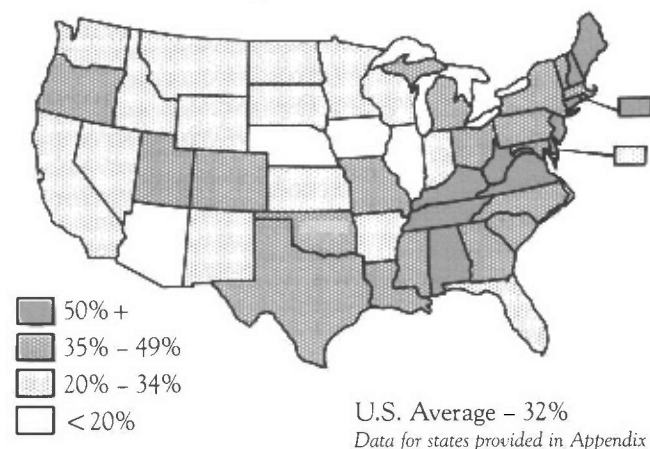 50% +
35% – 49%
20% – 34%
< 20%
U.S. Average – 32%
Data for states provided in Appendix